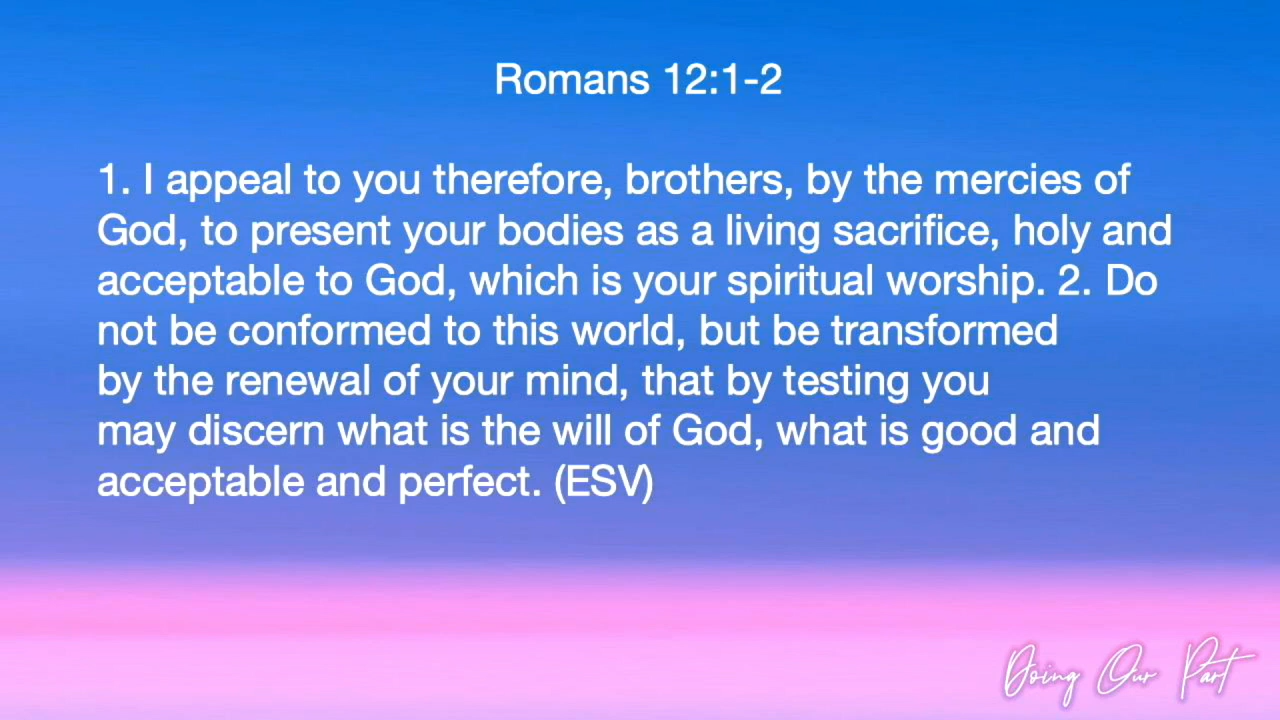 Romans 12:1-2
1. I appeal to you therefore, brothers, by the mercies of
God, to present your bodies as a living sacrifice, holy and
acceptable to God, which is your spiritual worship. 2. Do
not be conformed to this world, but be transformed
by the renewal of your mind, that by testing you
may discern what is the will of God, what is good and
acceptable and perfect. (ESV)
Doing Our Part